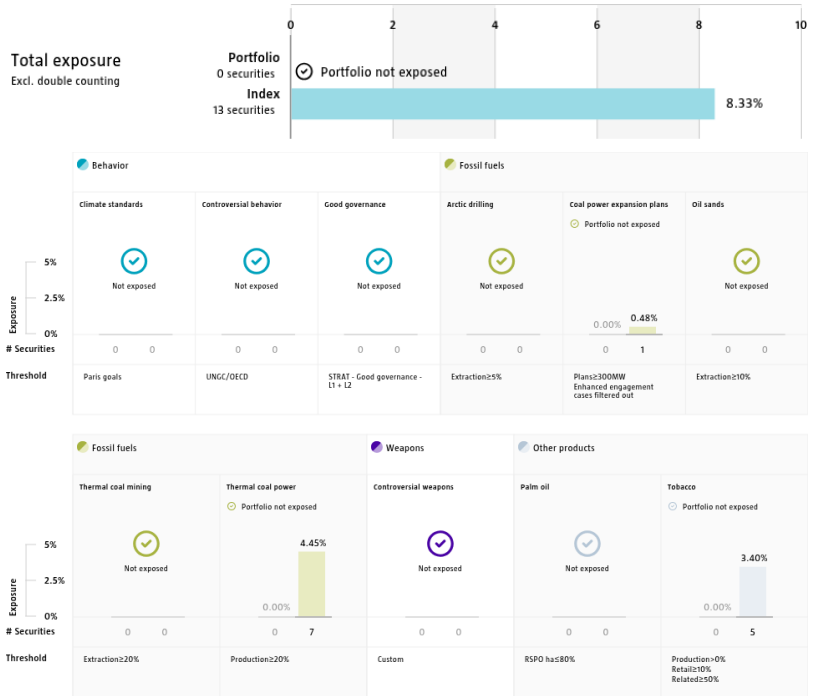 0 2 4 6 8 10
Total exposure
Excl. double counting
Portfolio
0 securities
Portfolio not exposed
Index
13 securities
8.33%
Behavior
Fossil fuels
Climate standards
Controversial behavior
Good governance
Arctic drilling
Coal power expansion plans
Oil sands
Portfolio not exposed
Not exposed
Not exposed
Not exposed
Not exposed
Not exposed
Exposure
5%
2.5%
0%
0.00% 0.48%
# Securities 0 0 0 0 0 0 0 0 0 1 0 0
Threshold
Paris goals
UNGC/OECD
STRAT - Good governance -
L1 + L2
Extraction≥5%
Plans≥300MW
Enhanced engagement
cases filtered out
Extraction≥10%
Fossil fuels
Weapons
Other products
Thermal coal mining
Thermal coal power
Controversial weapons
Palm oil
Tobacco
Portfolio not exposed
Portfolio not exposed
Not exposed
Not exposed
Not exposed
Exposure
5%
2.5%
0%
0.00% 4.45%
0.00% 3.40%
# Securities 0 0 0 7 0 0 0 0 0 5
Threshold
Extraction≥20%
Production≥20%
Custom
RSPO ha≤80%
Production>0%
Retail≥10%
Related≥50%